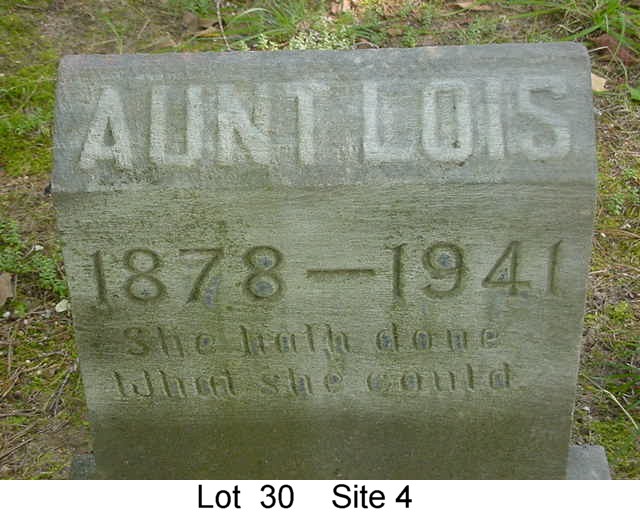 AUNT LOIS
1878 — 1941
She hath done
What she could.
Lot 30 Site 4